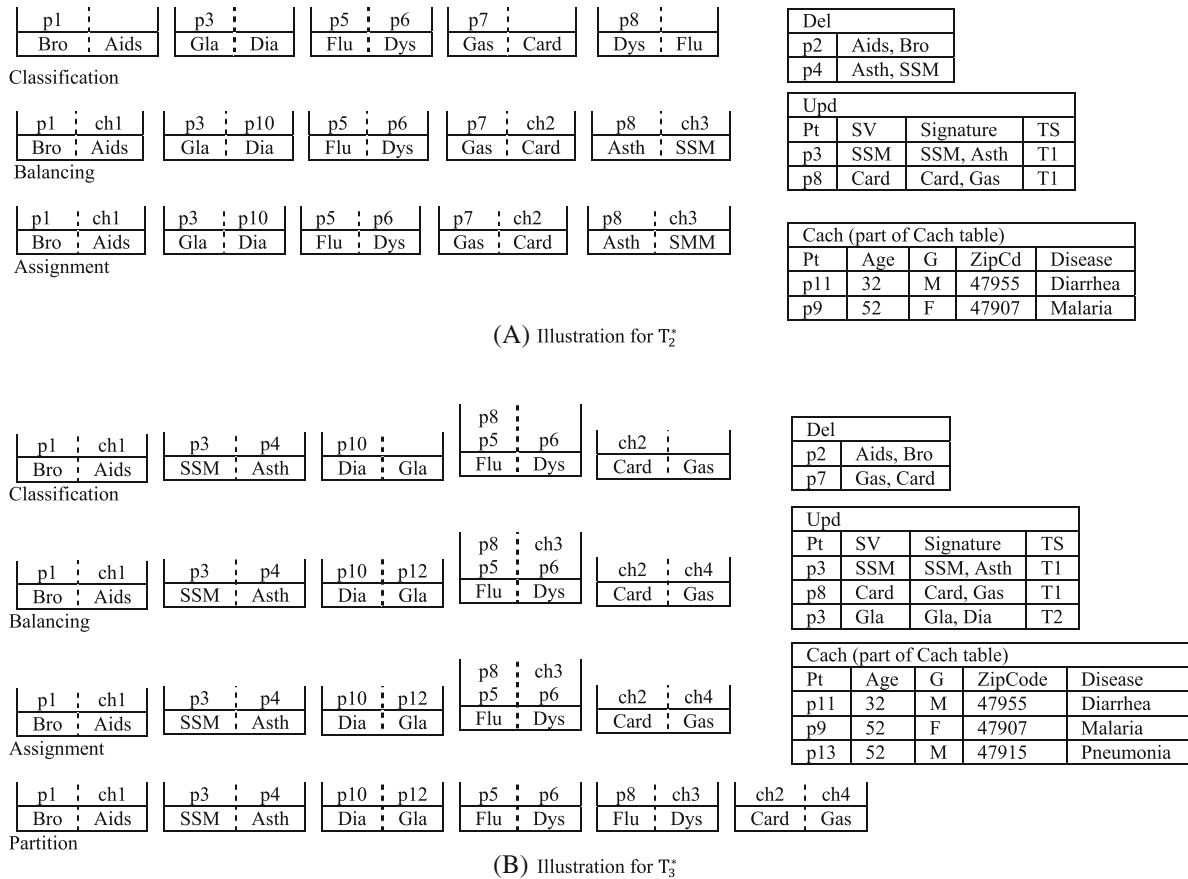 p1 p3 p5 p6 p7 p8
Bro Aids Gla Dia Flu Dys Gas Card Dys Flu
Classification
p1 ch1 p3 p10 p5 p6 p7 ch2 p8 ch3
Bro Aids Gla Dia Flu Dys Gas Card Asth SSM
Balancing
p1 ch1 p3 p10 p5 p6 p7 ch2 p8 ch3
Bro Aids Gla Dia Flu Dys Gas Card Asth SMM
Assignment
Del
p2 Aids, Bro
p4 Asth, SSM
Upd
Pt SV Signature TS
p3 SSM SSM, Asth T1
p8 Card Card, Gas T1
Cach (part of Cach table)
Pt Age G ZipCd Disease
p11 32 M 47955 Diarrhea
p9 52 F 47907 Malaria
(A) Illustration for T₂*
p8
p1 ch1 p3 p4 p10 p5 p6 ch2
Bro Aids SSM Asth Dia Gla Flu Dys Card Gas
Classification
p8 ch3
p1 ch1 p3 p4 p10 p12 p5 p6 ch2 ch4
Bro Aids SSM Asth Dia Gla Flu Dys Card Gas
Balancing
p8 ch3
p1 ch1 p3 p4 p10 p12 p5 p6 ch2 ch4
Bro Aids SSM Asth Dia Gla Flu Dys Card Gas
Assignment
p1 ch1 p3 p4 p10 p12 p5 p6 p8 ch3 ch2 ch4
Bro Aids SSM Asth Dia Gla Flu Dys Flu Dys Card Gas
Partition
Del
p2 Aids, Bro
p7 Gas, Card
Upd
Pt SV Signature TS
p3 SSM SSM, Asth T1
p8 Card Card, Gas T1
p3 Gla Gla, Dia T2
Cach (part of Cach table)
Pt Age G ZipCode Disease
p11 32 M 47955 Diarrhea
p9 52 F 47907 Malaria
p13 52 M 47915 Pneumonia
(B) Illustration for T₃*